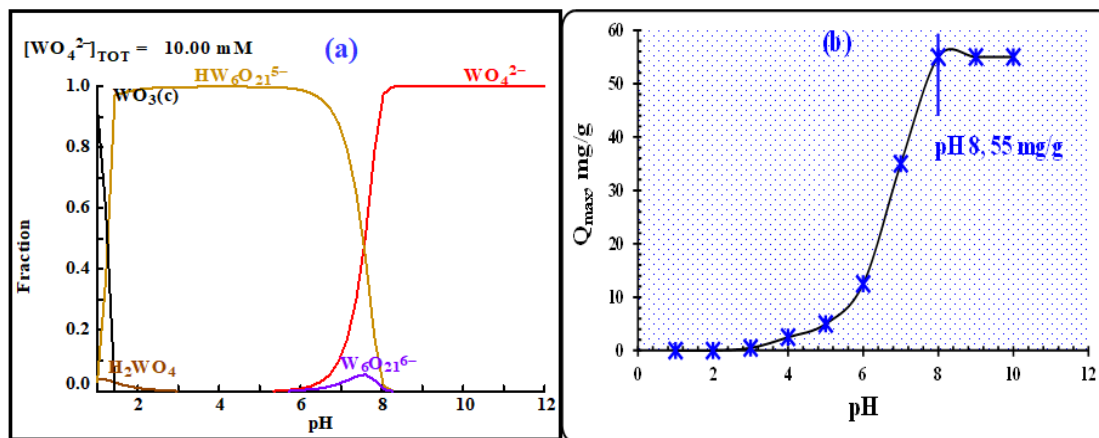 [WO₄²⁻]TOT = 10.00 mM
(a)
HW₆O₂₁⁵⁻
WO₄²⁻
WO₃(c)
H₂WO₄
W₆O₂₁⁶⁻
1.0
0.8
0.6
0.4
0.2
0.0
Fraction
2 4 6 8 10 12
pH
(b)
60
50
40
30
20
10
0
Qmax, mg/g
pH 8, 55 mg/g
0 2 4 6 8 10 12
pH